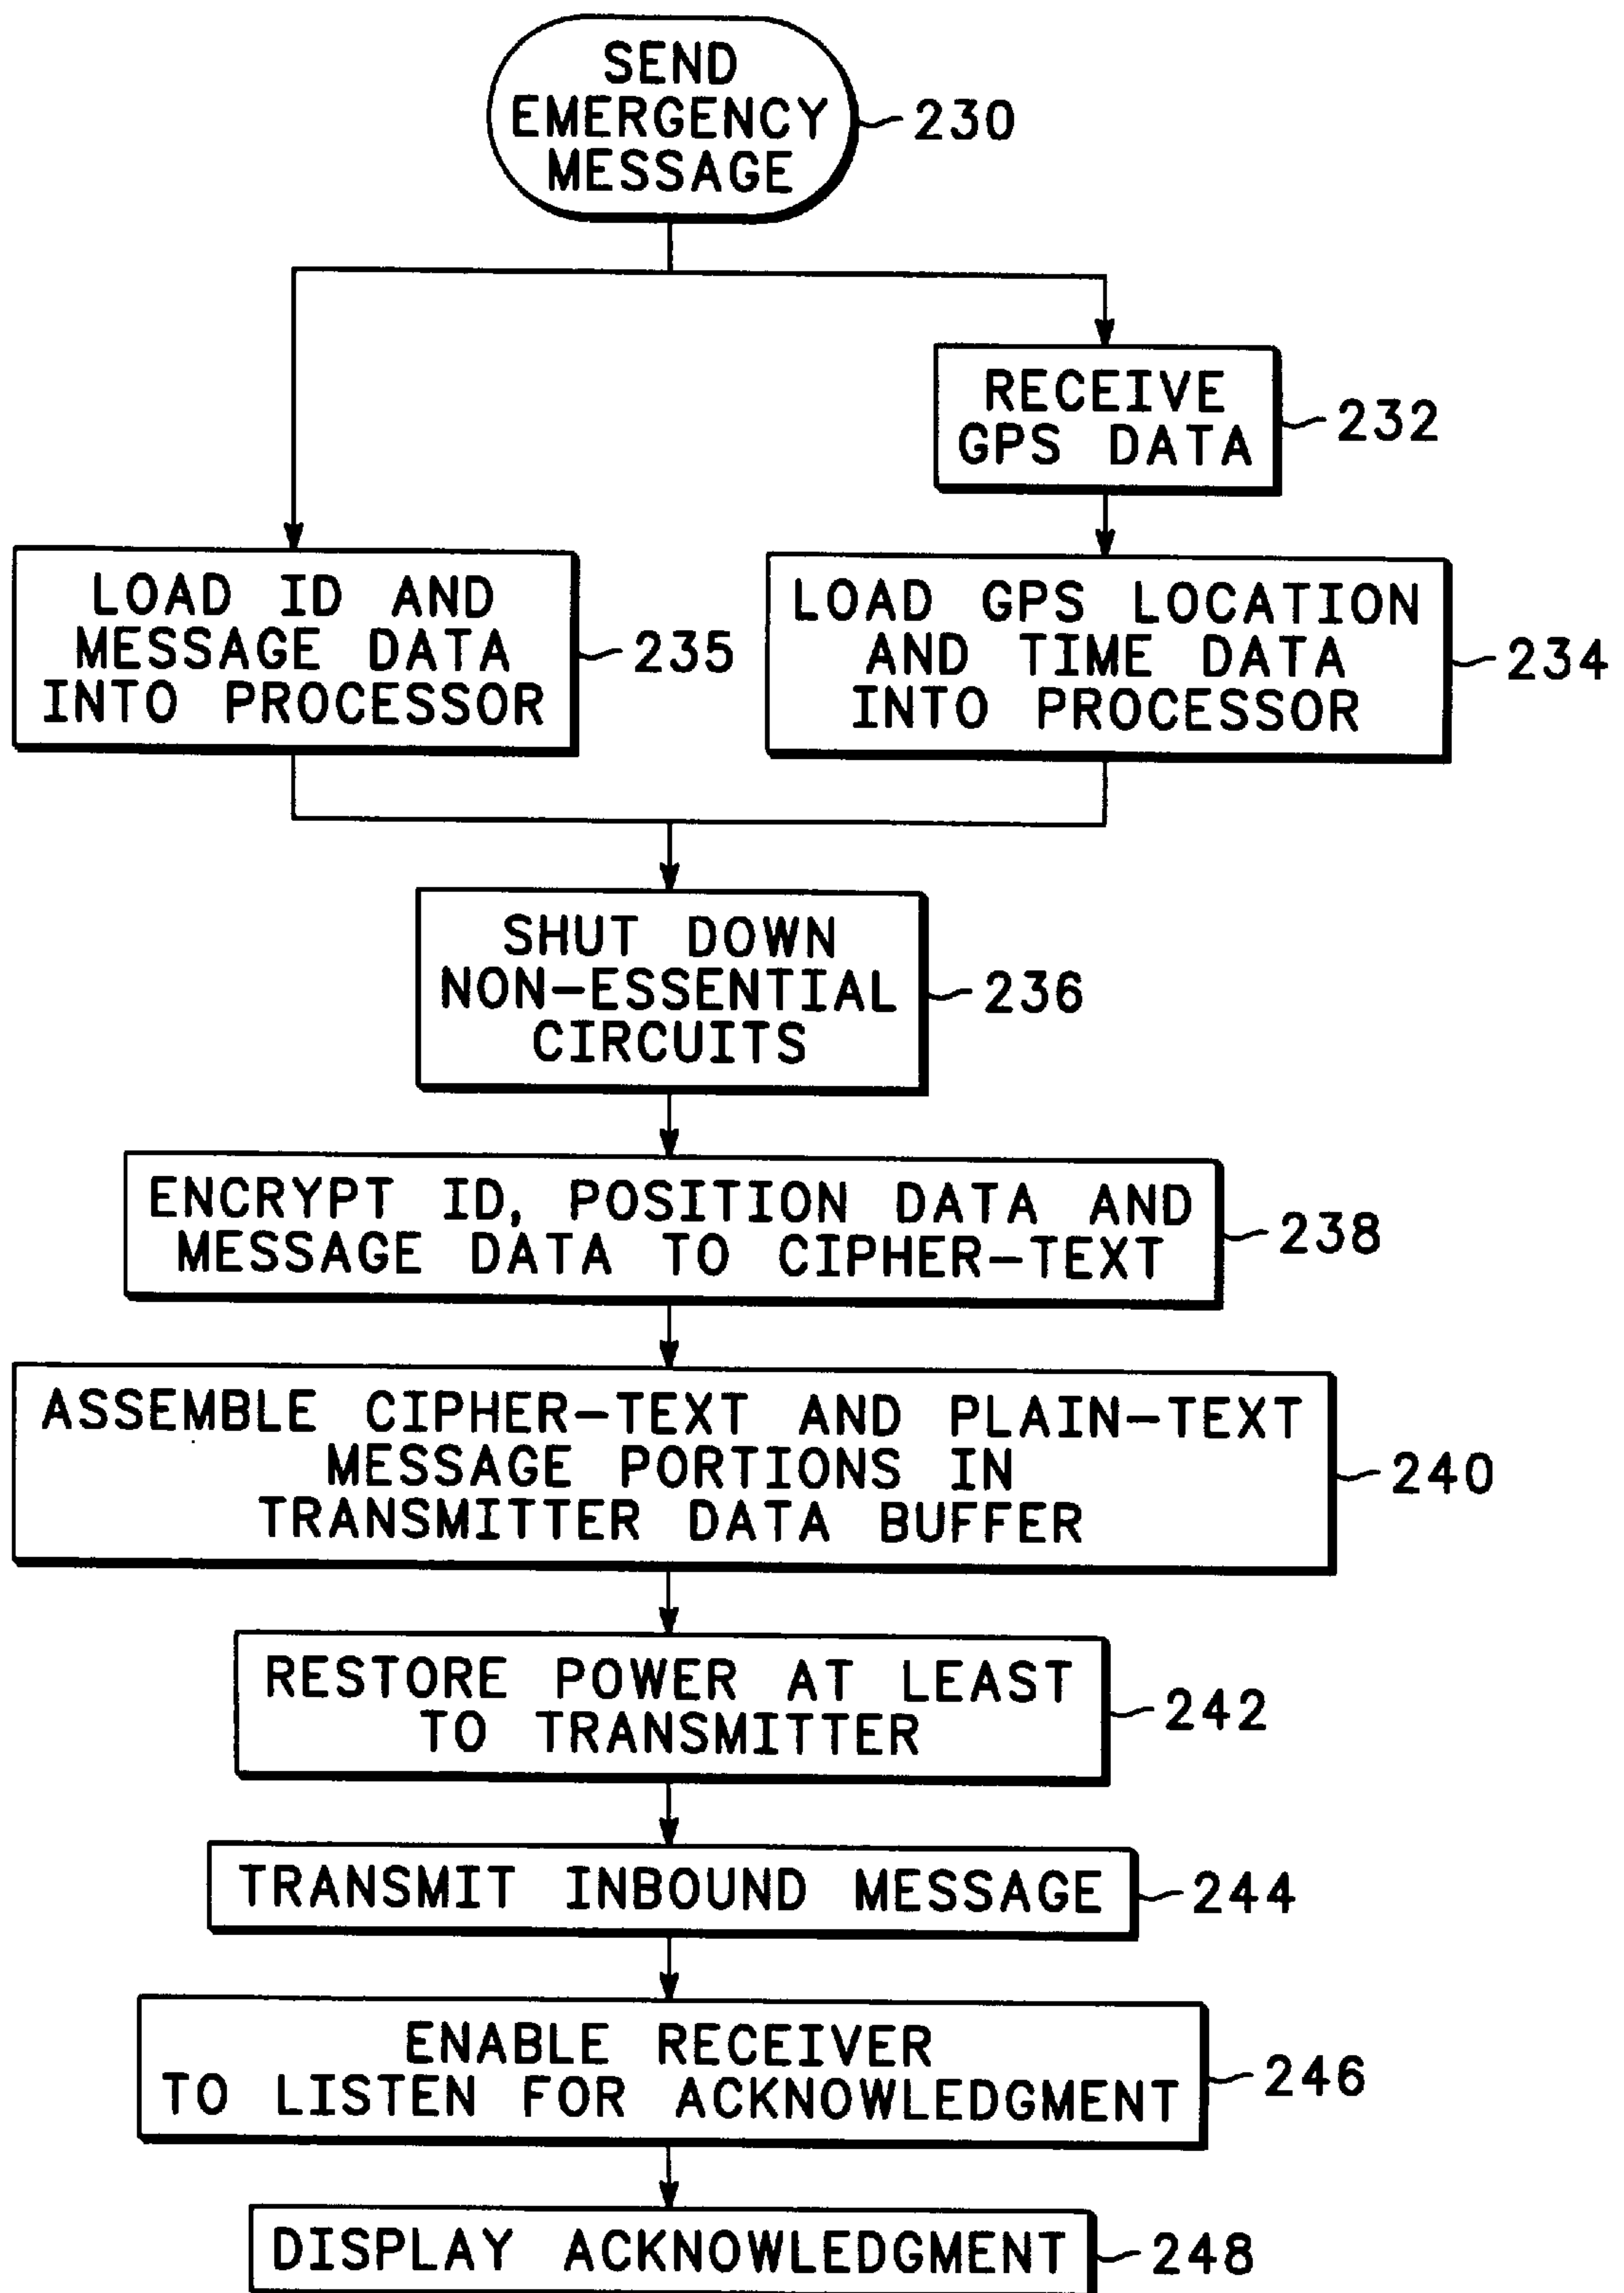 SEND
EMERGENCY
MESSAGE
230
RECEIVE
GPS DATA
232
LOAD ID AND
MESSAGE DATA
INTO PROCESSOR
235
LOAD GPS LOCATION
AND TIME DATA
INTO PROCESSOR
234
SHUT DOWN
NON-ESSENTIAL
CIRCUITS
236
ENCRYPT ID, POSITION DATA AND
MESSAGE DATA TO CIPHER-TEXT
238
ASSEMBLE CIPHER-TEXT AND PLAIN-TEXT
MESSAGE PORTIONS IN
TRANSMITTER DATA BUFFER
240
RESTORE POWER AT LEAST
TO TRANSMITTER
242
TRANSMIT INBOUND MESSAGE
244
ENABLE RECEIVER
TO LISTEN FOR ACKNOWLEDGMENT
246
DISPLAY ACKNOWLEDGMENT
248